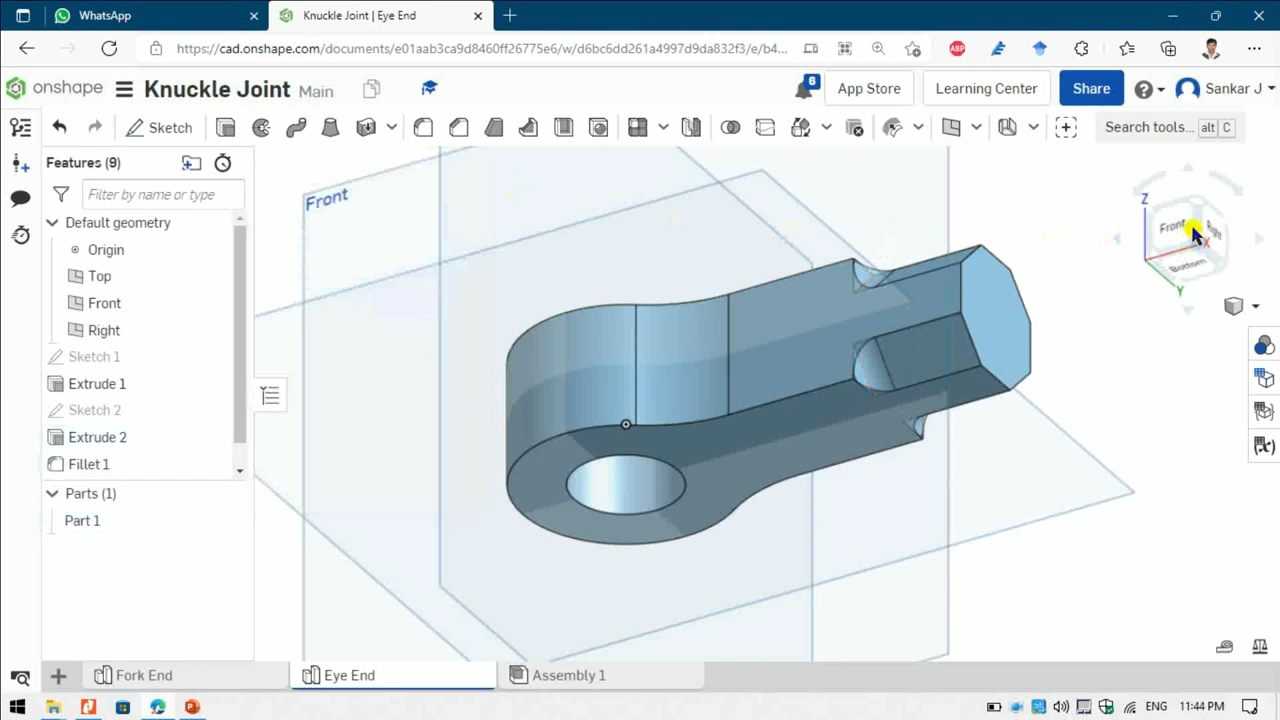 WhatsApp
Knuckle Joint | Eye End
https://cad.onshape.com/documents/e01aab3ca9d8460ff26775e6/w/d6bc6dd261a4997d9da832f3/e/b4...
ABP
onshape
Knuckle Joint Main
6
App Store
Learning Center
Share
Sankar J
Sketch
Search tools... alt C
Features (9)
Filter by name or type
Default geometry
Origin
Top
Front
Right
Sketch 1
Extrude 1
Sketch 2
Extrude 2
Fillet 1
Parts (1)
Part 1
Front
Z
Front
Right
X
Bottom
Y
(x)
Fork End
Eye End
Assembly 1
ENG
11:44 PM